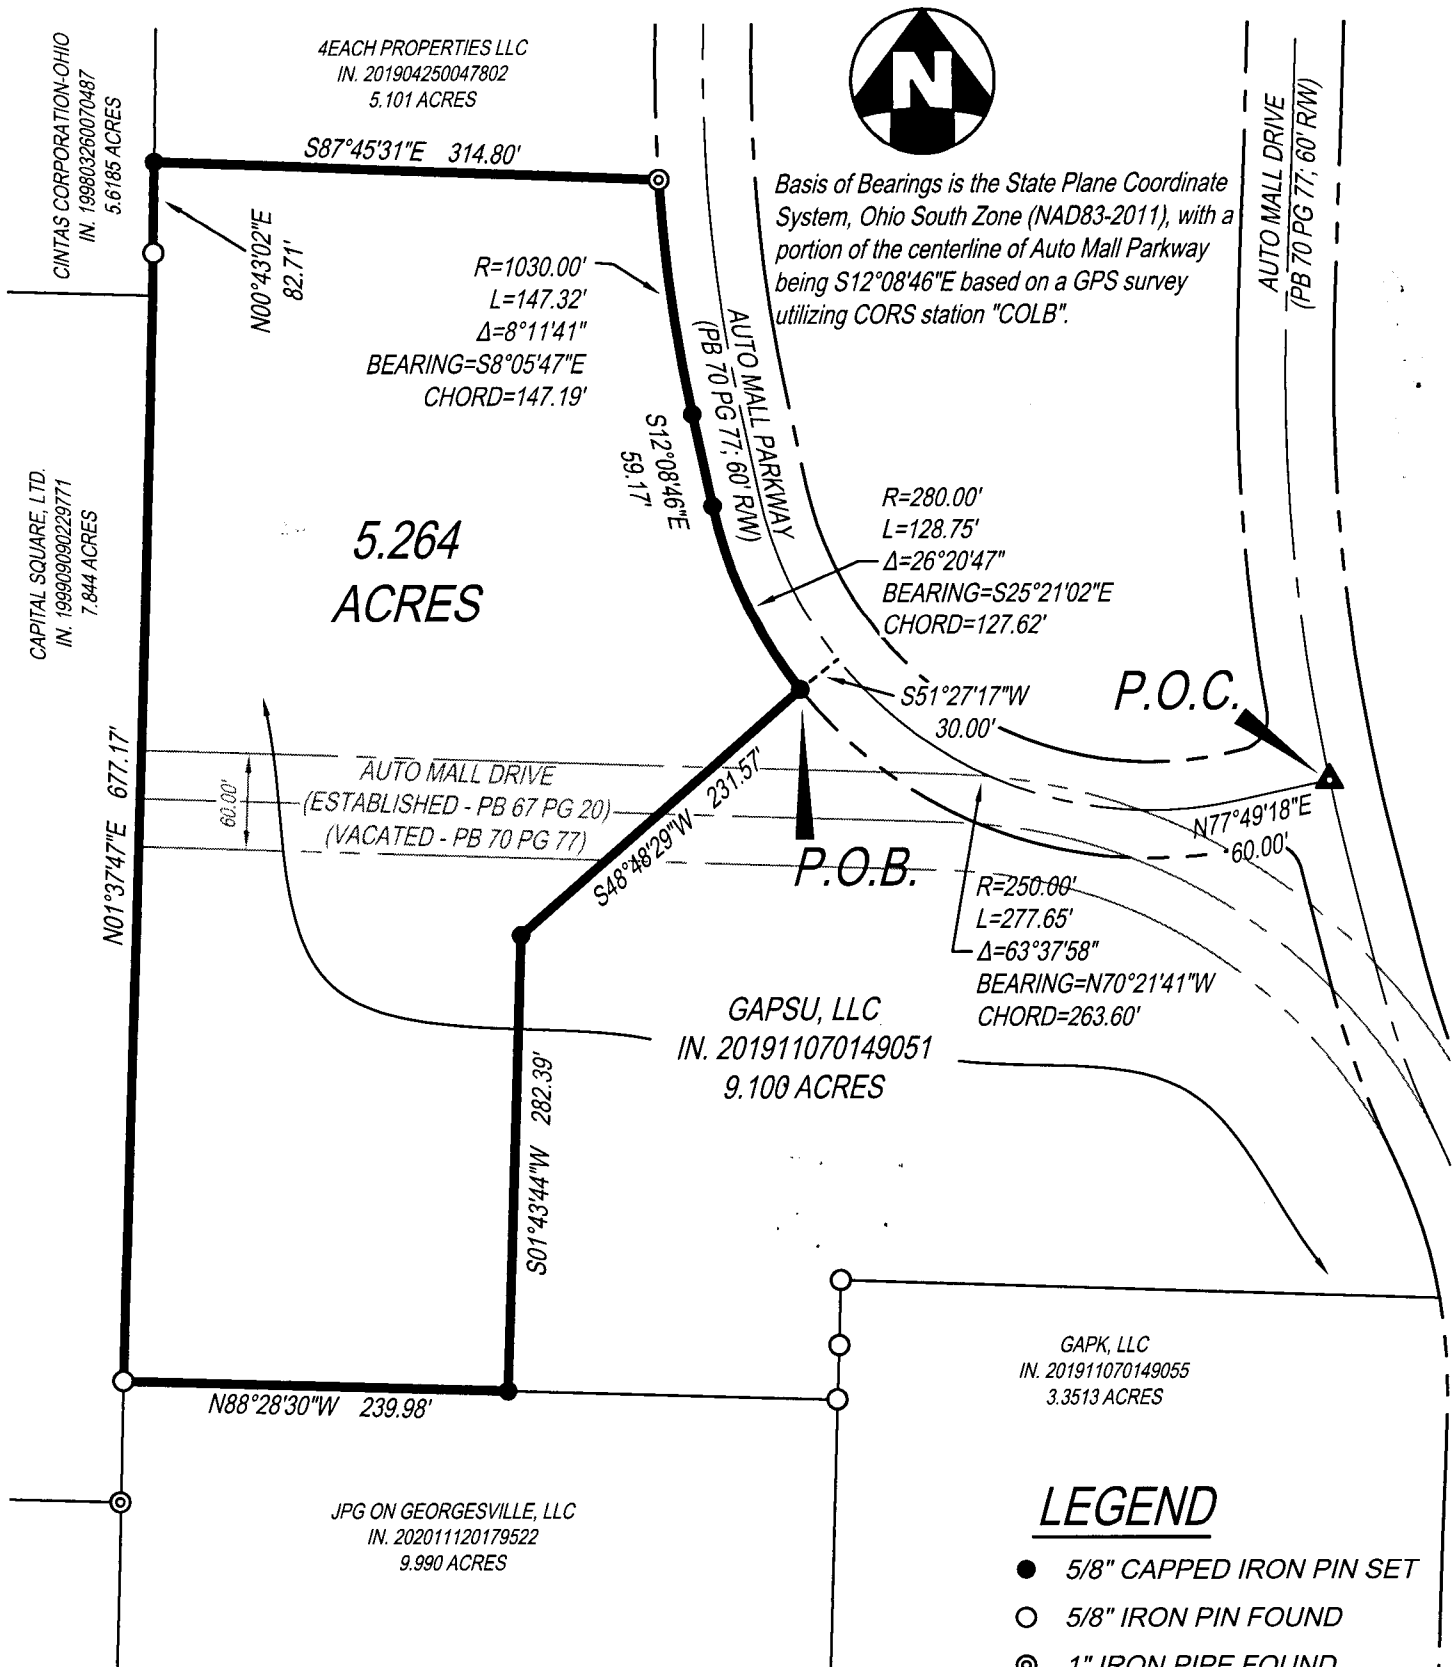 4EACH PROPERTIES LLC
IN. 201904250047802
5.101 ACRES
CINTAS CORPORATION-OHIO
IN. 199803260070487
5.6185 ACRES
S87°45'31"E 314.80'
N
AUTO MALL DRIVE
(PB 70 PG 77; 60' R/W)
Basis of Bearings is the State Plane Coordinate
System, Ohio South Zone (NAD83-2011), with a
portion of the centerline of Auto Mall Parkway
being S12°08'46"E based on a GPS survey
utilizing CORS station "COLB".
N00°43'02"E
82.71'
R=1030.00'
L=147.32'
Δ=8°11'41"
BEARING=S8°05'47"E
CHORD=147.19'
AUTO MALL PARKWAY
(PB 70 PG 77; 60' R/W)
S12°08'46"E
59.17'
CAPITAL SQUARE, LTD.
IN. 199909090229771
7.844 ACRES
5.264
ACRES
R=280.00'
L=128.75'
Δ=26°20'47"
BEARING=S25°21'02"E
CHORD=127.62'
S51°27'17"W
30.00'
P.O.C.
N01°37'47"E 677.17'
60.00'
AUTO MALL DRIVE
(ESTABLISHED - PB 67 PG 20)
(VACATED - PB 70 PG 77)
S48°48'29"W 231.57'
P.O.B.
N77°49'18"E
60.00'
R=250.00'
L=277.65'
Δ=63°37'58"
BEARING=N70°21'41"W
CHORD=263.60'
GAPSU, LLC
IN. 201911070149051
9.100 ACRES
S01°43'44"W 282.39'
N88°28'30"W 239.98'
GAPK, LLC
IN. 201911070149055
3.3513 ACRES
JPG ON GEORGESVILLE, LLC
IN. 202011120179522
9.990 ACRES
LEGEND
5/8" CAPPED IRON PIN SET
5/8" IRON PIN FOUND
1" IRON PIPE FOUND